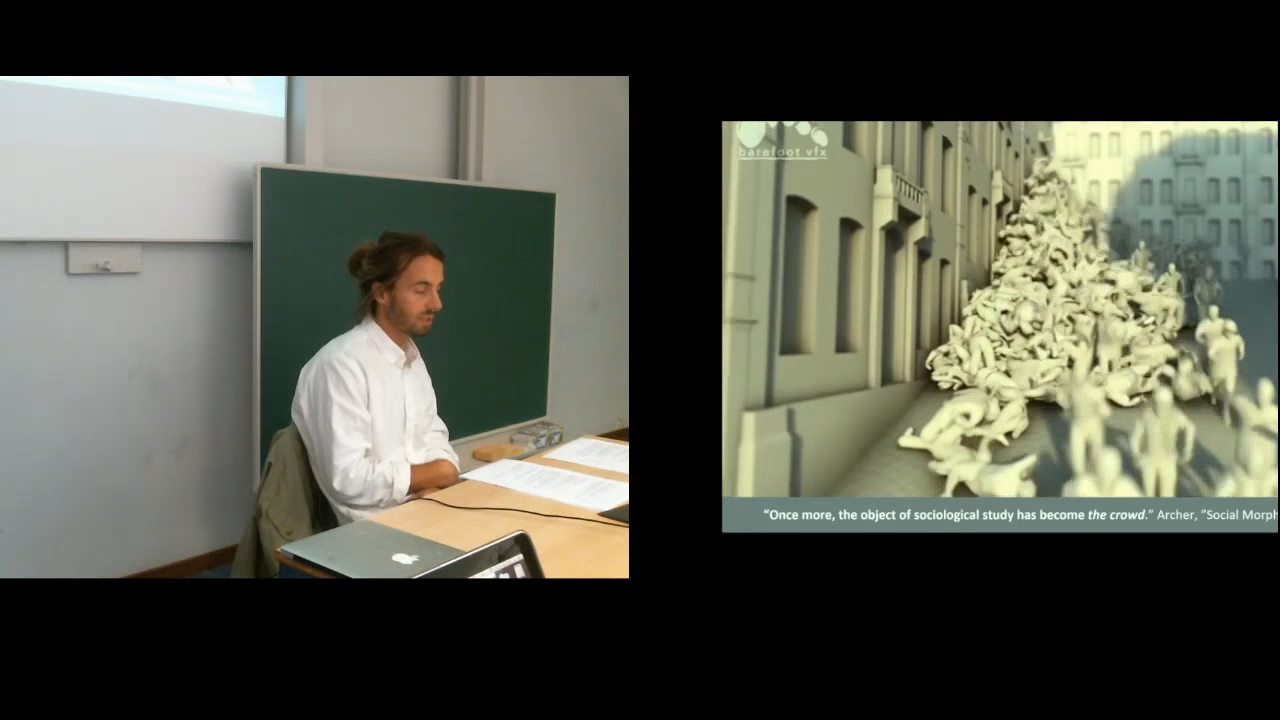 barefoot vfx
“Once more, the object of sociological study has become the crowd.” Archer, “Social Morph